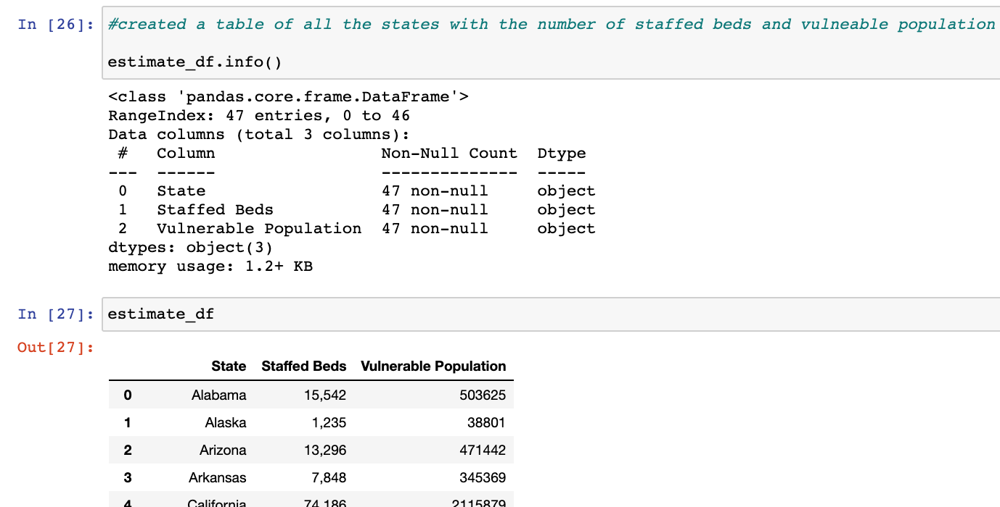 In [26]: #created a table of all the states with the number of staffed beds and vulneable population
estimate_df.info()
<class 'pandas.core.frame.DataFrame'>
RangeIndex: 47 entries, 0 to 46
Data columns (total 3 columns):
#   Column                 Non-Null Count  Dtype
---  ------                 --------------  -----
0   State                  47 non-null     object
1   Staffed Beds           47 non-null     object
2   Vulnerable Population  47 non-null     object
dtypes: object(3)
memory usage: 1.2+ KB
In [27]: estimate_df
Out[27]:
State Staffed Beds Vulnerable Population
0 Alabama 15,542 503625
1 Alaska 1,235 38801
2 Arizona 13,296 471442
3 Arkansas 7,848 345369
4 California 74,186 2115879